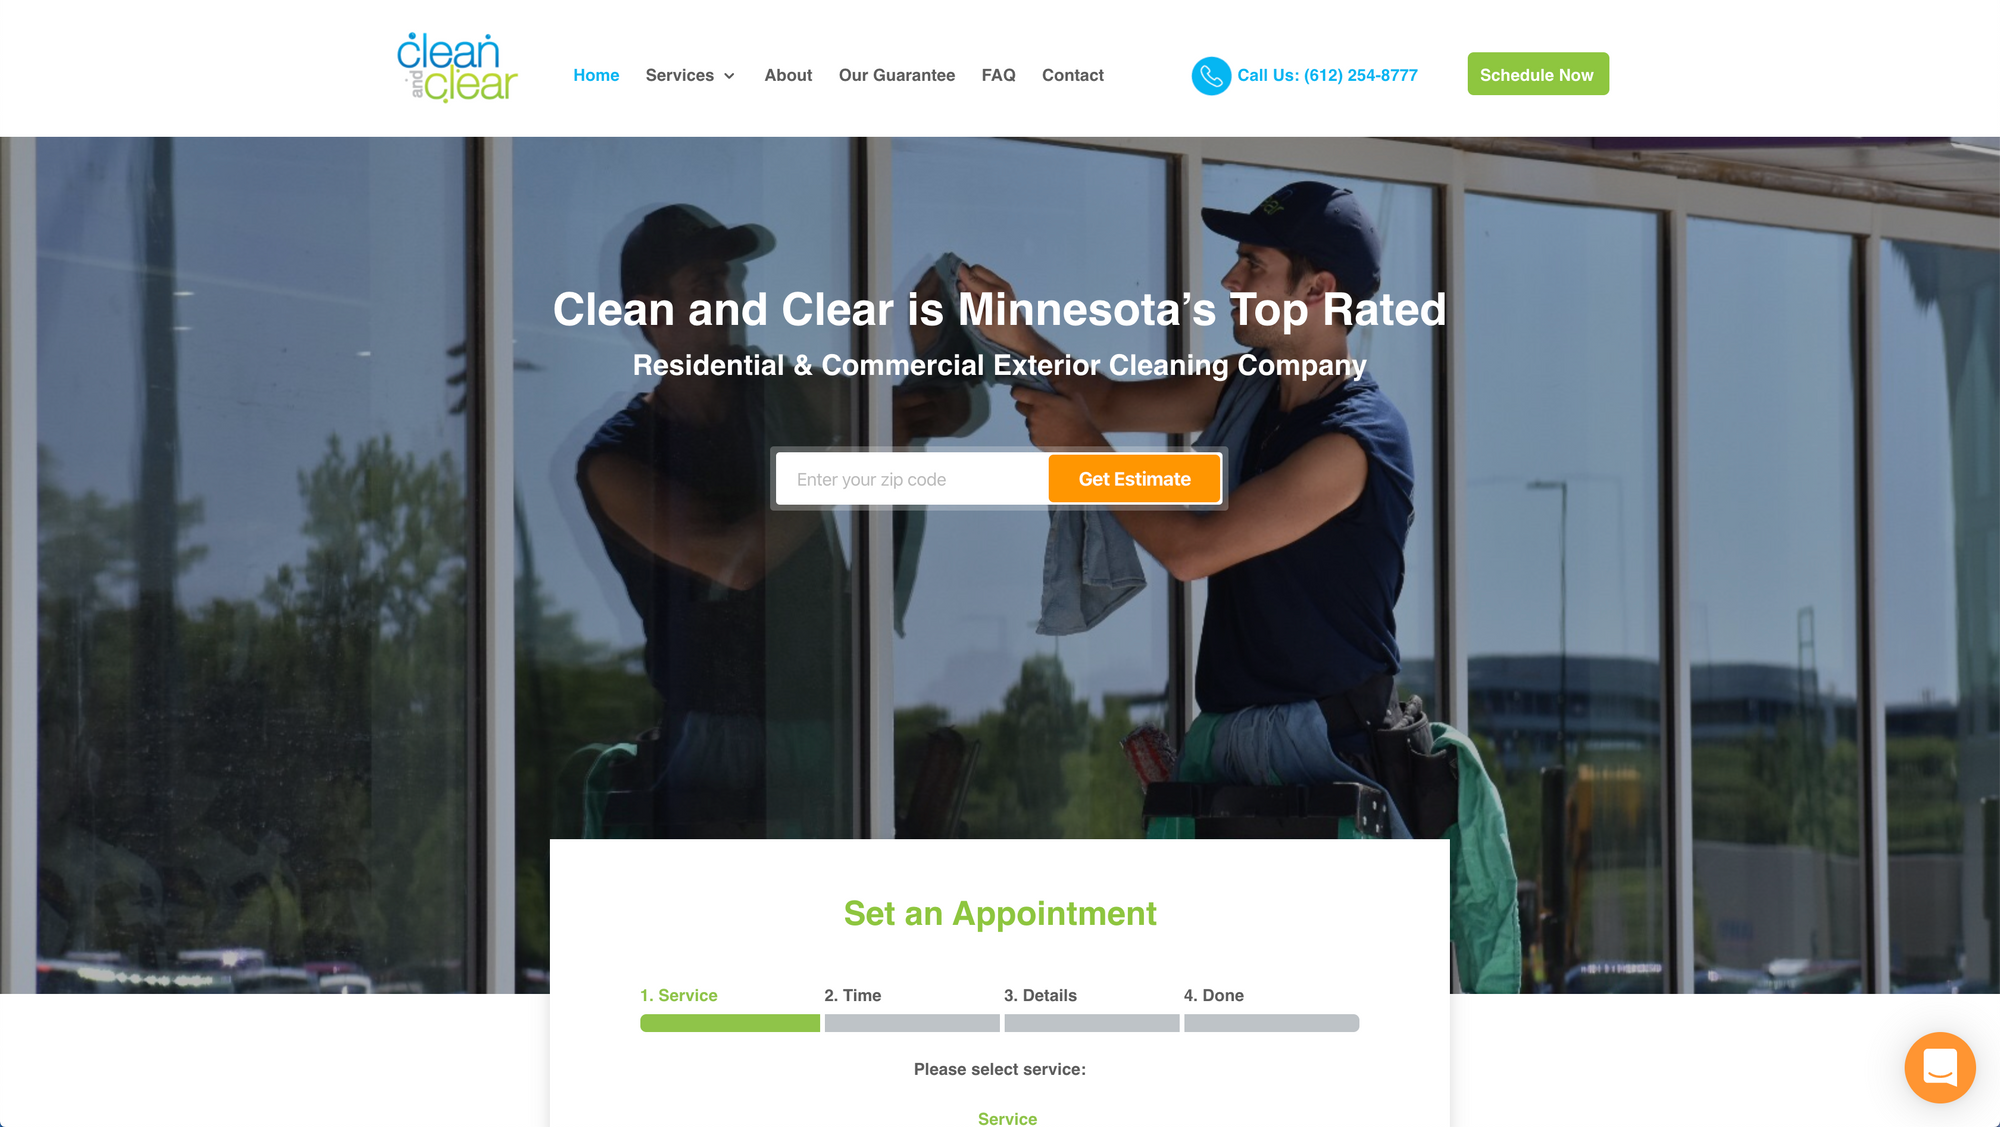 clean
and clear
Home
Services
About
Our Guarantee
FAQ
Contact
Call Us: (612) 254-8777
Schedule Now
Clean and Clear is Minnesota’s Top Rated
Residential & Commercial Exterior Cleaning Company
Enter your zip code
Get Estimate
Set an Appointment
1. Service
2. Time
3. Details
4. Done
Please select service:
Service